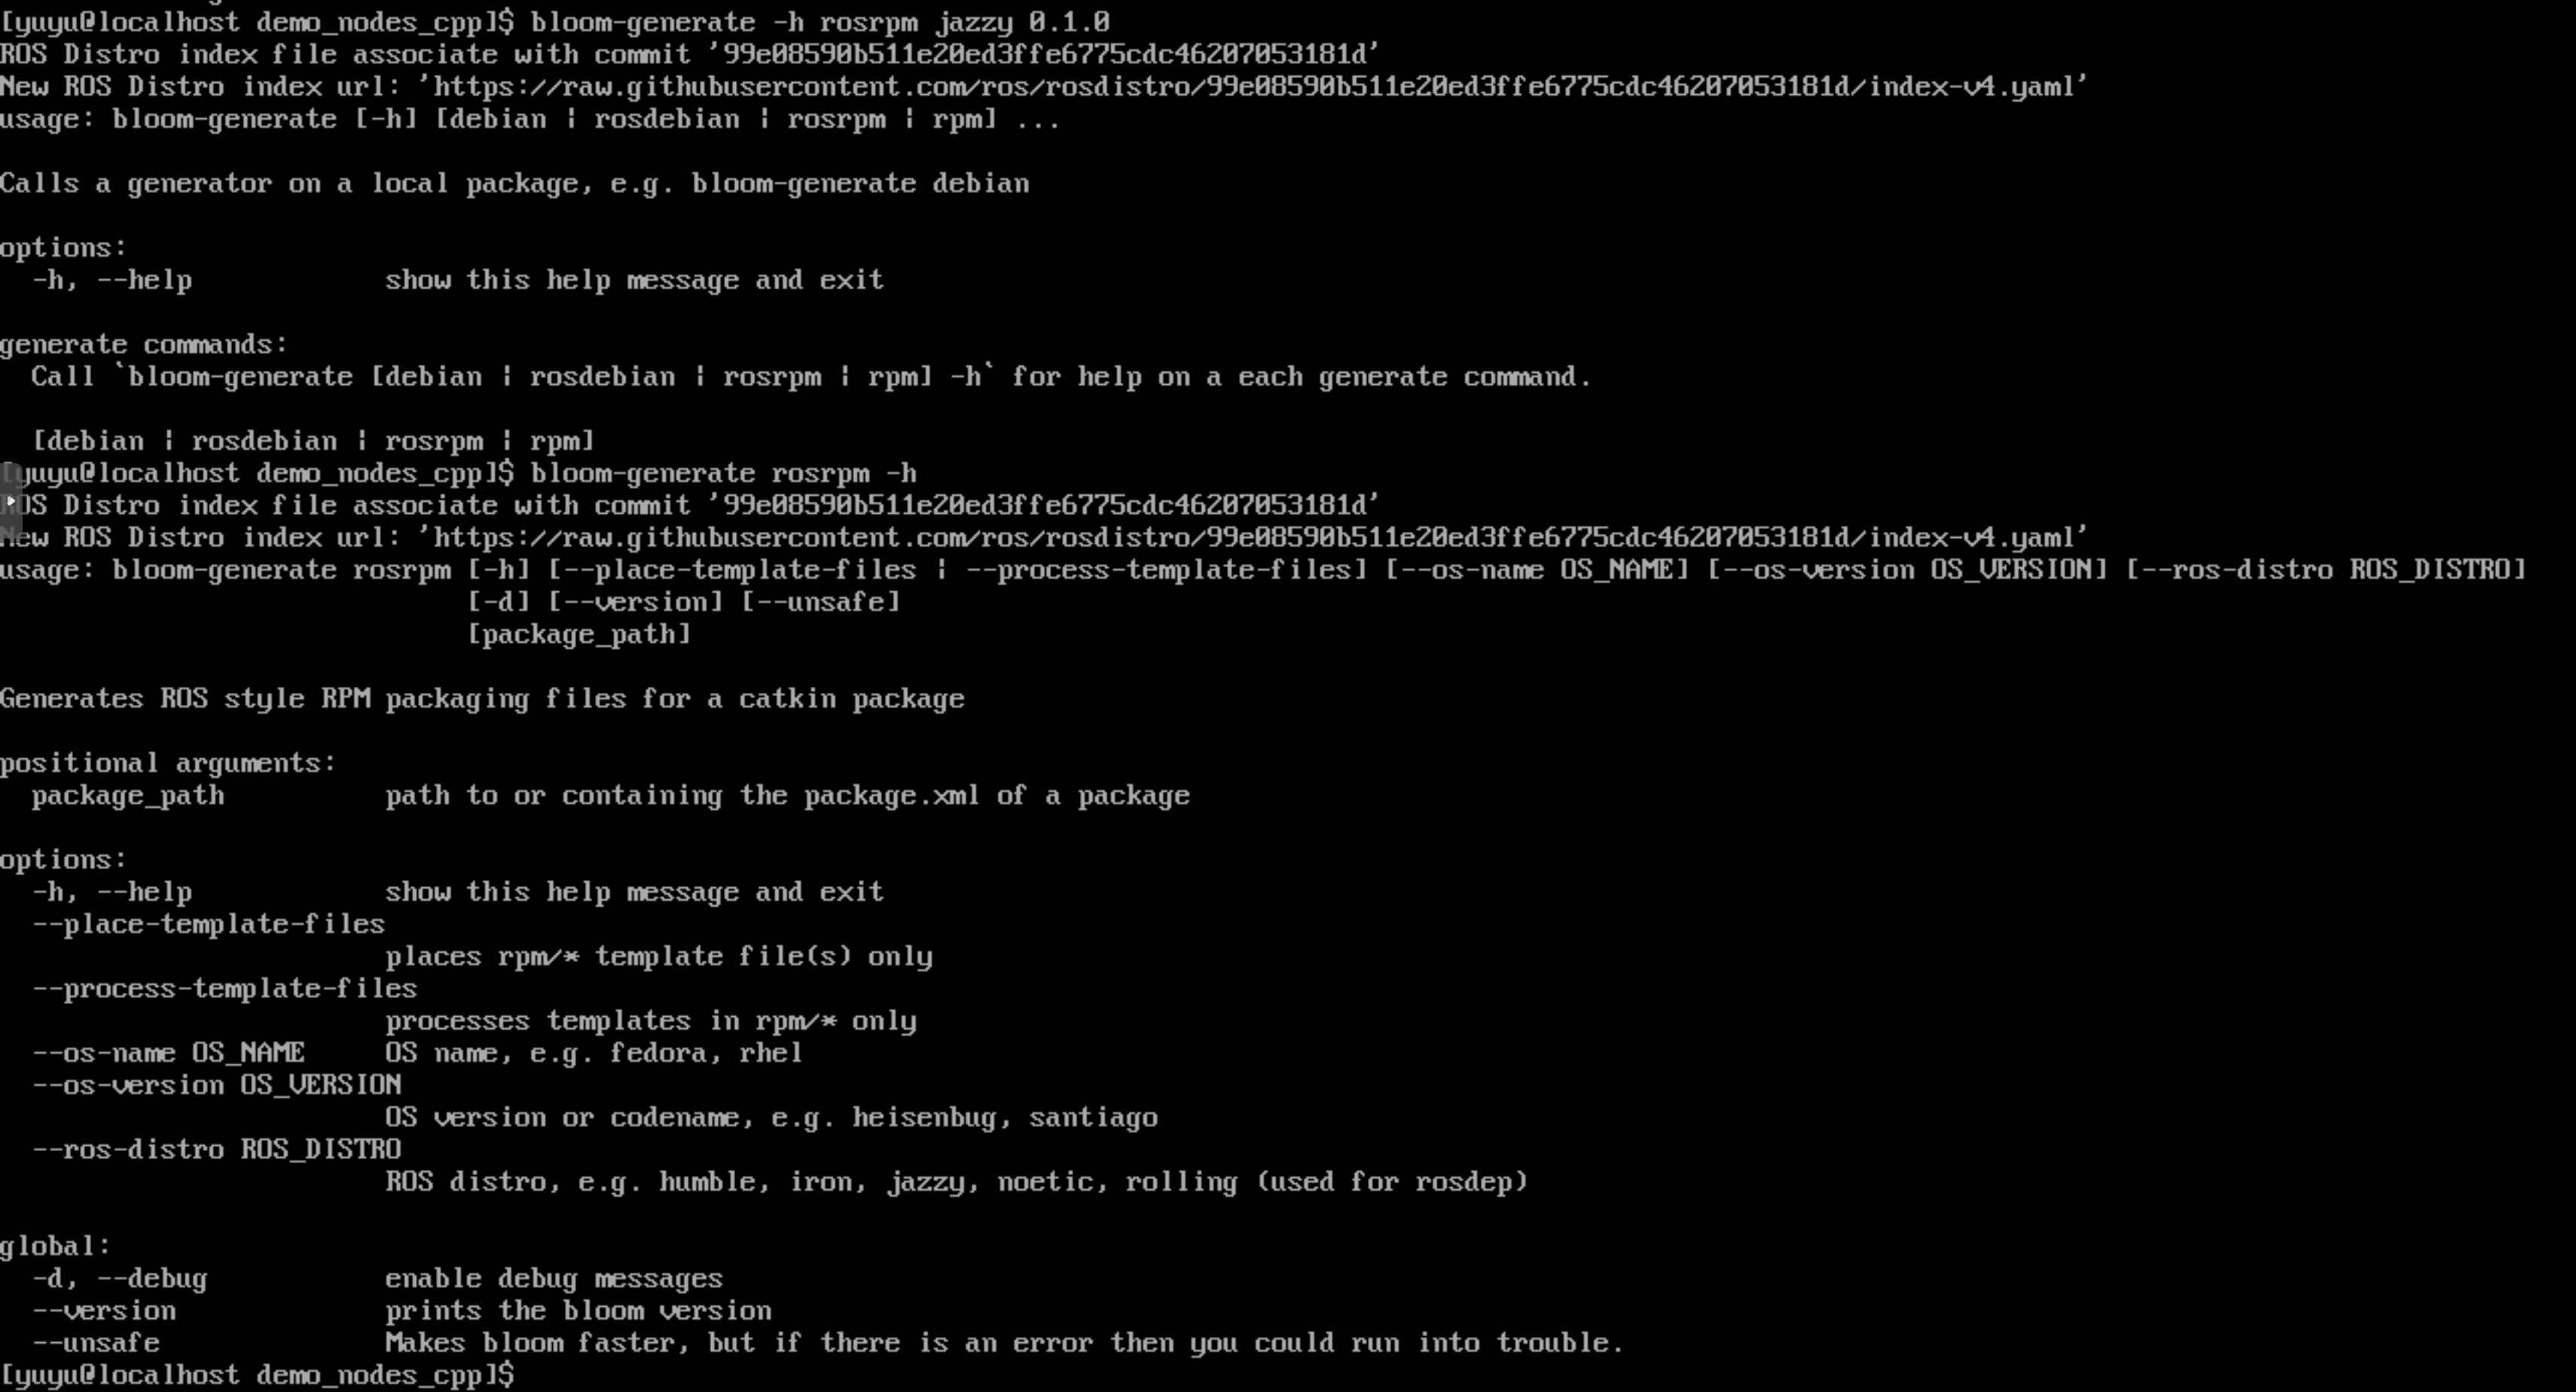 [yuyu@localhost demo_nodes_cpp]$ bloom-generate -h rosrpm jazzy 0.1.0
ROS Distro index file associate with commit '99e08590b511e20ed3ffe6775cdc46207053181d'
New ROS Distro index url: 'https://raw.githubusercontent.com/ros/rosdistro/99e08590b511e20ed3ffe6775cdc46207053181d/index-v4.yaml'
usage: bloom-generate [-h] [debian | rosdebian | rosrpm | rpm] ...
Calls a generator on a local package, e.g. bloom-generate debian
options:
-h, --help show this help message and exit
generate commands:
Call `bloom-generate [debian | rosdebian | rosrpm | rpm] -h` for help on a each generate command.
[debian | rosdebian | rosrpm | rpm]
[yuyu@localhost demo_nodes_cpp]$ bloom-generate rosrpm -h
ROS Distro index file associate with commit '99e08590b511e20ed3ffe6775cdc46207053181d'
New ROS Distro index url: 'https://raw.githubusercontent.com/ros/rosdistro/99e08590b511e20ed3ffe6775cdc46207053181d/index-v4.yaml'
usage: bloom-generate rosrpm [-h] [--place-template-files | --process-template-files] [--os-name OS_NAME] [--os-version OS_VERSION] [--ros-distro ROS_DISTRO]
[-d] [--version] [--unsafe]
[package_path]
Generates ROS style RPM packaging files for a catkin package
positional arguments:
package_path path to or containing the package.xml of a package
options:
-h, --help show this help message and exit
--place-template-files
places rpm/* template file(s) only
--process-template-files
processes templates in rpm/* only
--os-name OS_NAME OS name, e.g. fedora, rhel
--os-version OS_VERSION
OS version or codename, e.g. heisenbug, santiago
--ros-distro ROS_DISTRO
ROS distro, e.g. humble, iron, jazzy, noetic, rolling (used for rosdep)
global:
-d, --debug enable debug messages
--version prints the bloom version
--unsafe Makes bloom faster, but if there is an error then you could run into trouble.
[yuyu@localhost demo_nodes_cpp]$